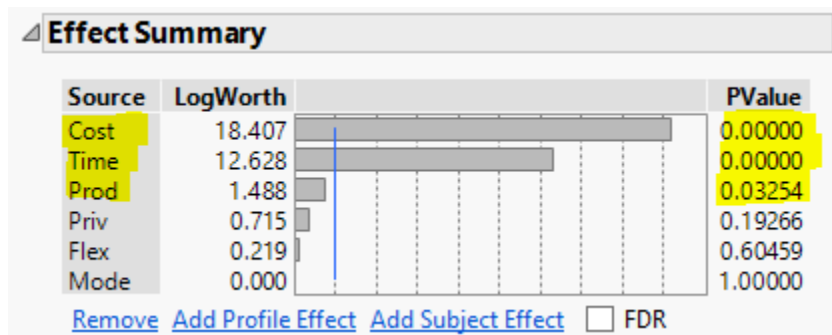 Effect Summary
Source LogWorth PValue
Cost 18.407 0.00000
Time 12.628 0.00000
Prod 1.488 0.03254
Priv 0.715 0.19266
Flex 0.219 0.60459
Mode 0.000 1.00000
Remove Add Profile Effect Add Subject Effect FDR